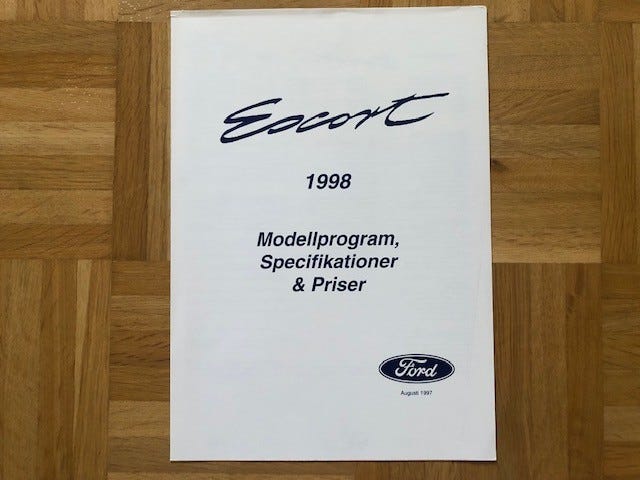 Escort
1998
Modellprogram,
Specifikationer
& Priser
Ford
Augusti 1997